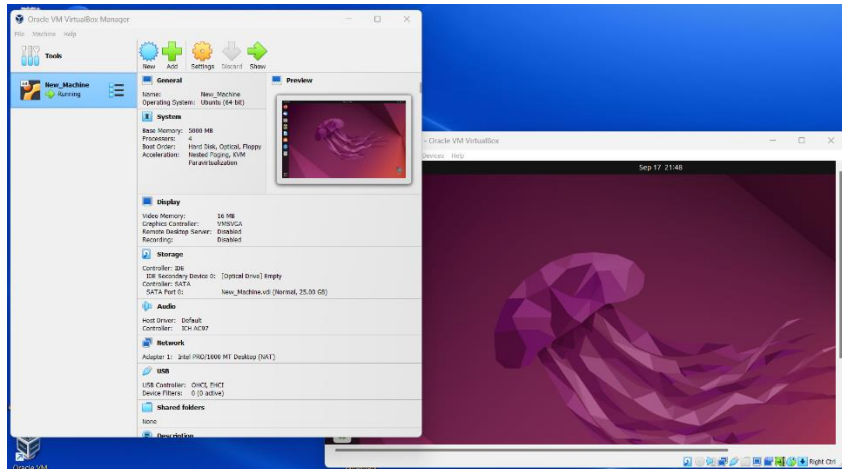 Oracle VM VirtualBox Manager
File Machine Help
Tools
New Add Settings Discard Show
New_Machine
Running
General
Name: New_Machine
Operating System: Ubuntu (64-bit)
Preview
System
Base Memory: 5000 MB
Processors: 4
Boot Order: Hard Disk, Optical, Floppy
Acceleration: Nested Paging, KVM
Paravirtualization
Display
Video Memory: 16 MB
Graphics Controller: VMSVGA
Remote Desktop Server: Disabled
Recording: Disabled
Storage
Controller: IDE
IDE Secondary Device 0: [Optical Drive] Empty
Controller: SATA
SATA Port 0: New_Machine.vdi (Normal, 25.00 GB)
Audio
Host Driver: Default
Controller: ICH AC97
Network
Adapter 1: Intel PRO/1000 MT Desktop (NAT)
USB
USB Controller: OHCI, EHCI
Device Filters: 0 (0 active)
Shared folders
None
Description
- Oracle VM VirtualBox
Devices Help
Sep 17 21:48
Right Ctrl
Oracle VM